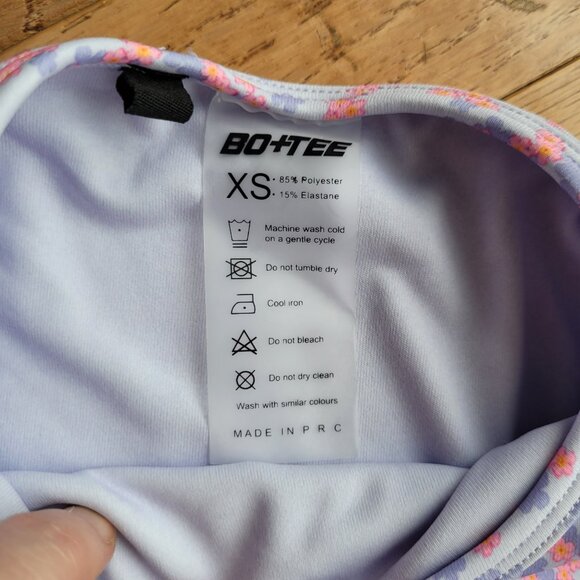 BO+TEE
XS • 85% Polyester
• 15% Elastane
Machine wash cold
on a gentle cycle
Do not tumble dry
Cool iron
Do not bleach
Do not dry clean
Wash with similar colours
MADE IN P R C